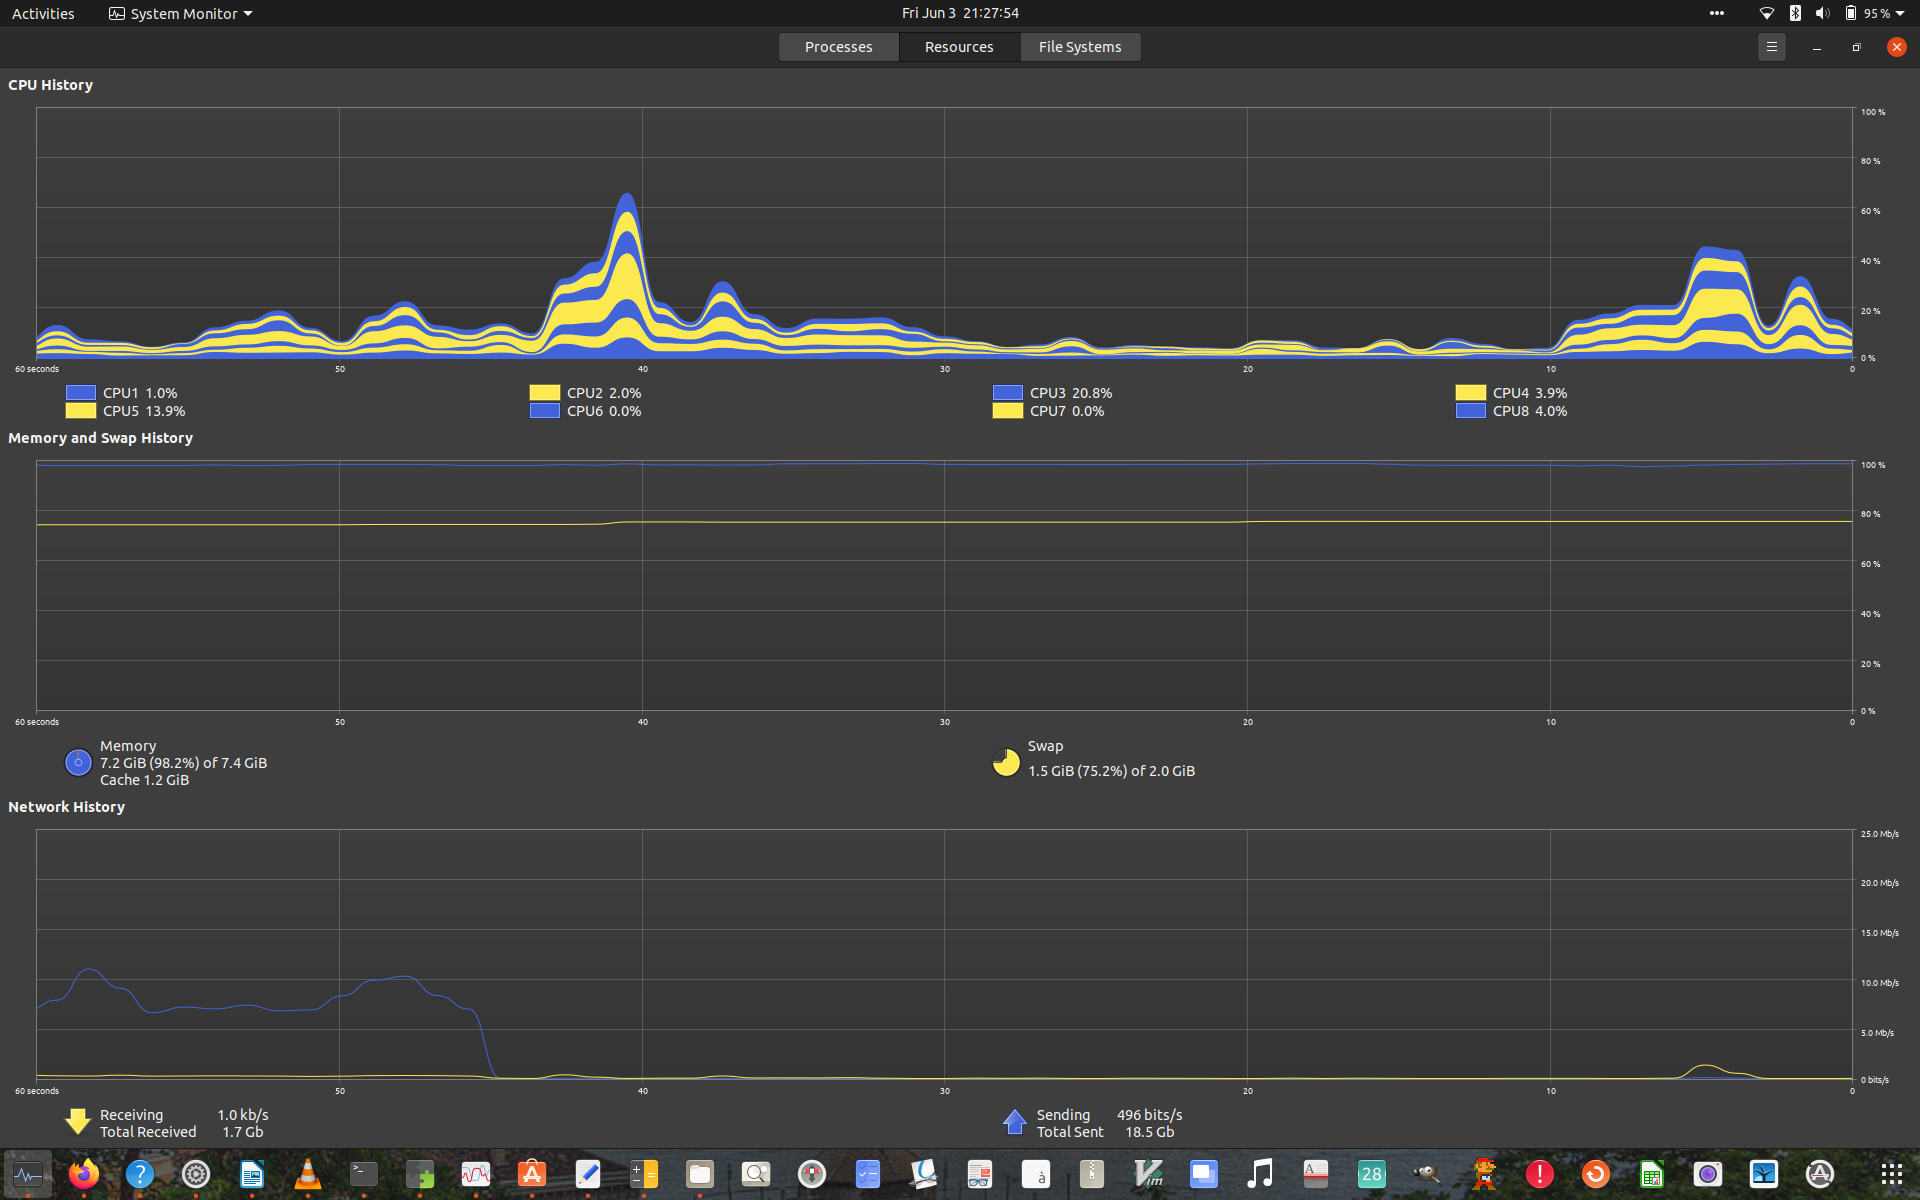 Activities
System Monitor
Fri Jun 3 21:27:54
95 %
Processes
Resources
File Systems
CPU History
100 %
80 %
60 %
40 %
20 %
0 %
60 seconds 50 40 30 20 10 0
CPU1 1.0% CPU2 2.0% CPU3 20.8% CPU4 3.9%
CPU5 13.9% CPU6 0.0% CPU7 0.0% CPU8 4.0%
Memory and Swap History
100 %
80 %
60 %
40 %
20 %
0 %
60 seconds 50 40 30 20 10 0
Memory
7.2 GiB (98.2%) of 7.4 GiB
Cache 1.2 GiB
Swap
1.5 GiB (75.2%) of 2.0 GiB
Network History
25.0 Mb/s
20.0 Mb/s
15.0 Mb/s
10.0 Mb/s
5.0 Mb/s
0 bits/s
60 seconds 50 40 30 20 10 0
Receiving 1.0 kb/s
Total Received 1.7 Gb
Sending 496 bits/s
Total Sent 18.5 Gb
?
>_
à
Vim
A
28
!